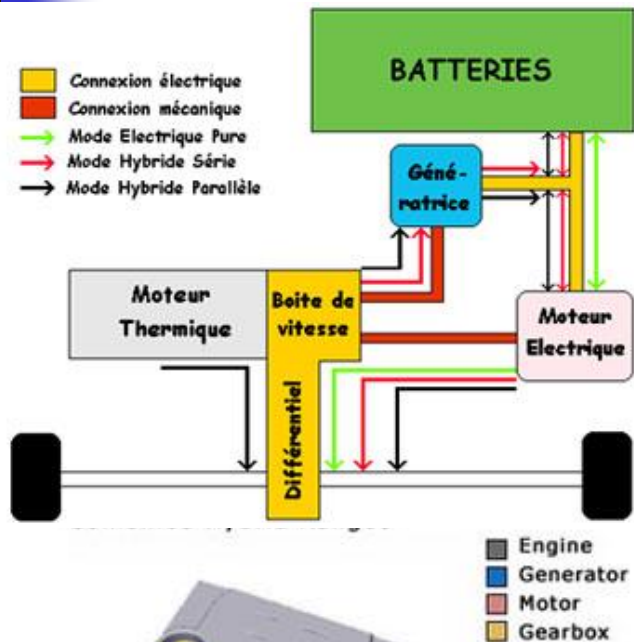 BATTERIES
Connexion électrique
Connexion mécanique
Mode Electrique Pure
Mode Hybride Série
Mode Hybride Parallèle
Géné-
ratrice
Moteur
Thermique
Boite de
vitesse
Moteur
Electrique
Différentiel
Engine
Generator
Motor
Gearbox